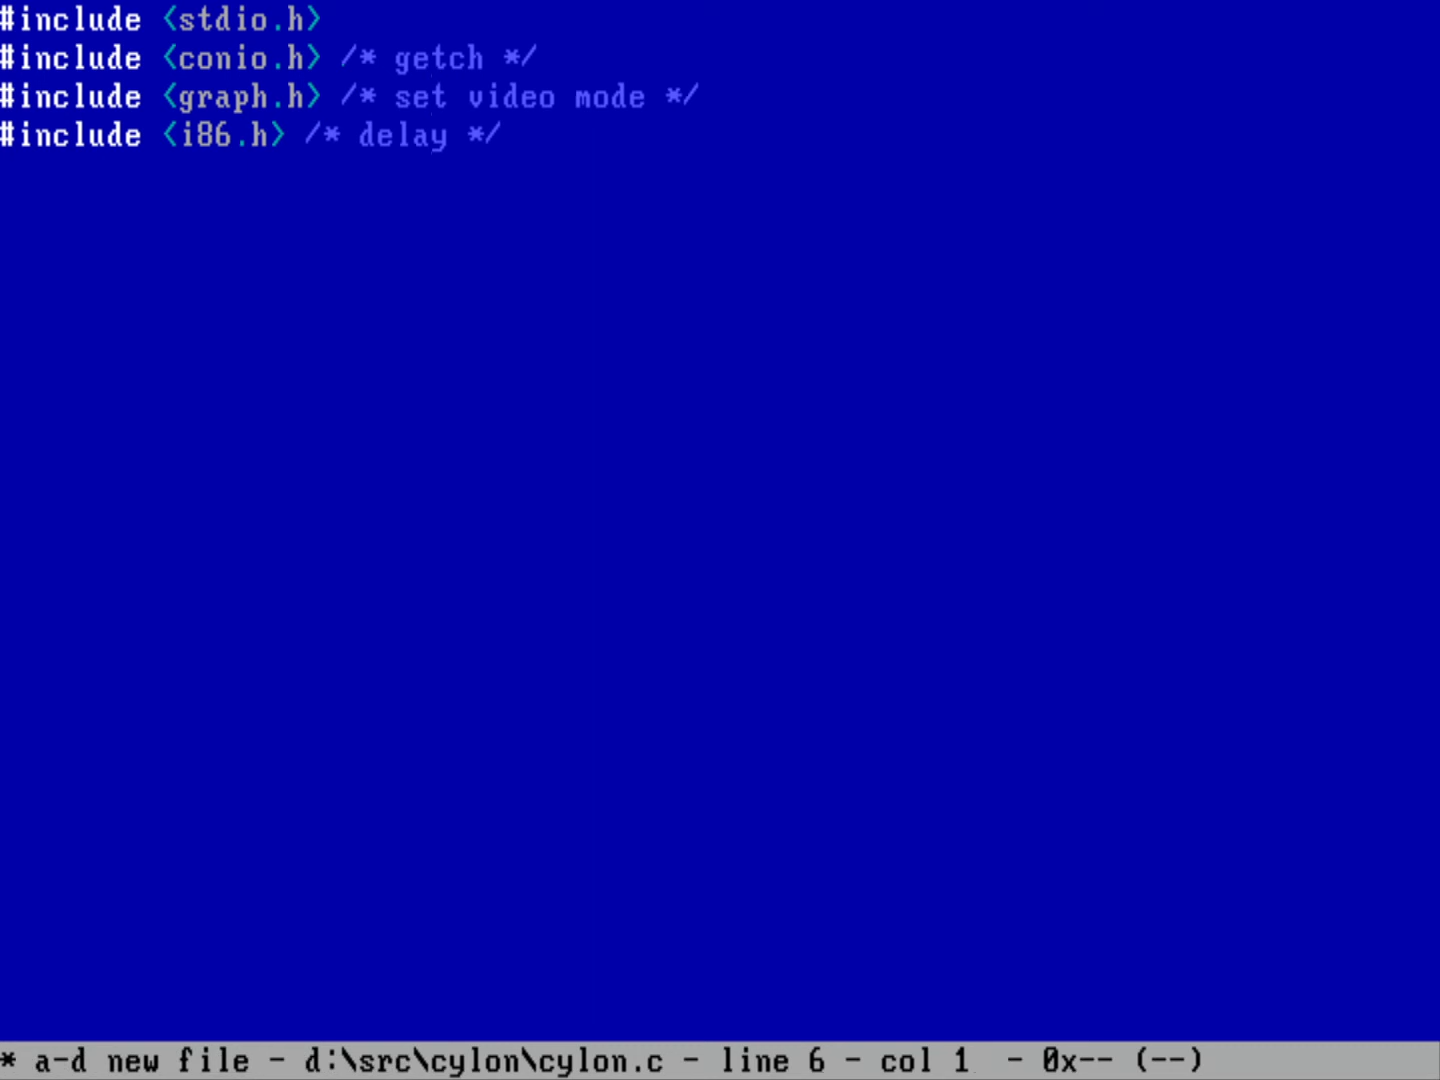 #include <stdio.h>
#include <conio.h> /* getch */
#include <graph.h> /* set video mode */
#include <i86.h> /* delay */
* a-d new file - d:\src\cylon\cylon.c - line 6 - col 1  - 0x-- (--)